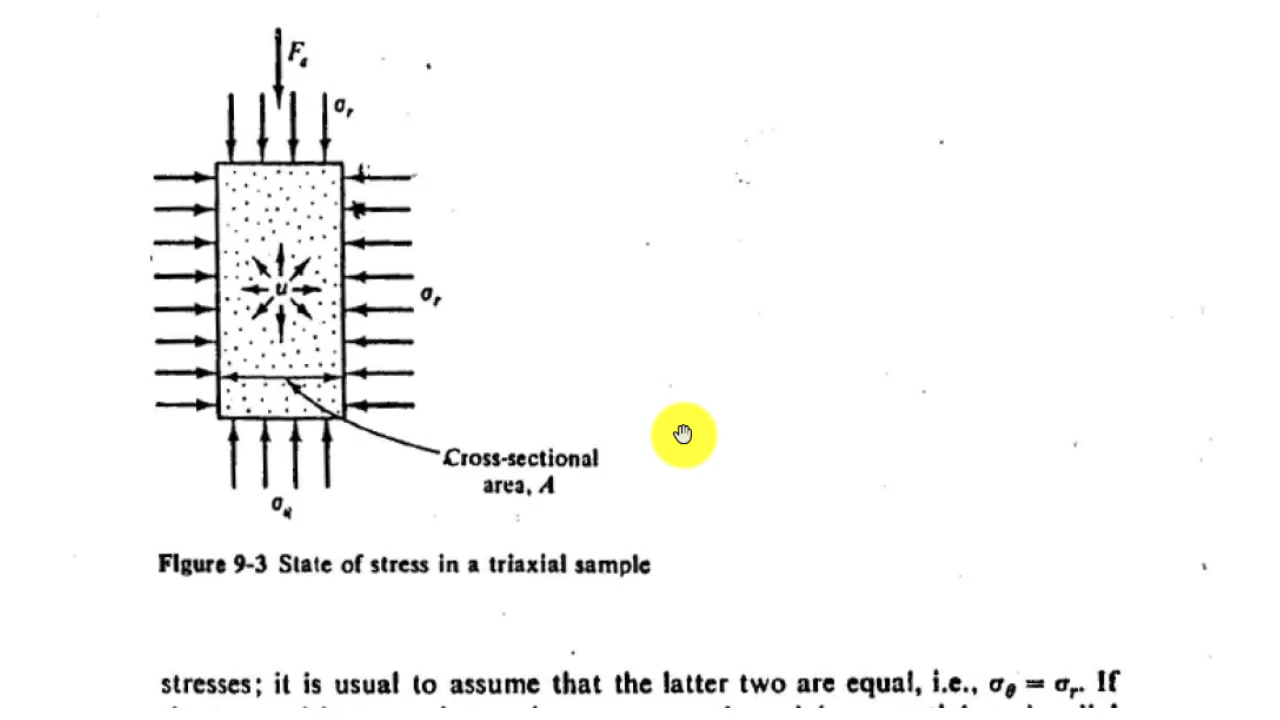 Fₐ
σᵣ
u
σᵣ
Cross-sectional
area, A
σₐ
Figure 9-3 State of stress in a triaxial sample
stresses; it is usual to assume that the latter two are equal, i.e., σ_θ = σᵣ. If